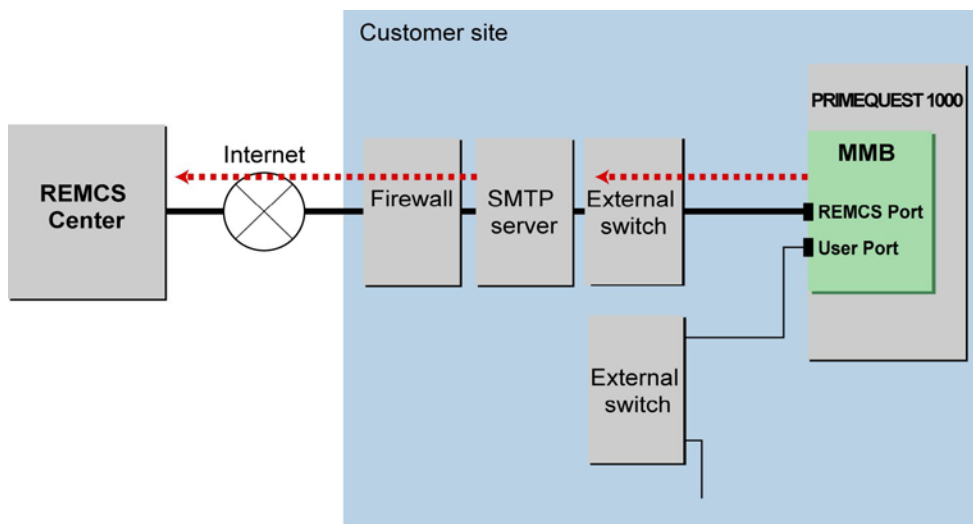 Customer site
PRIMEQUEST 1000
MMB
Internet
REMCS
Center
Firewall
SMTP
server
External
switch
REMCS Port
User Port
External
switch